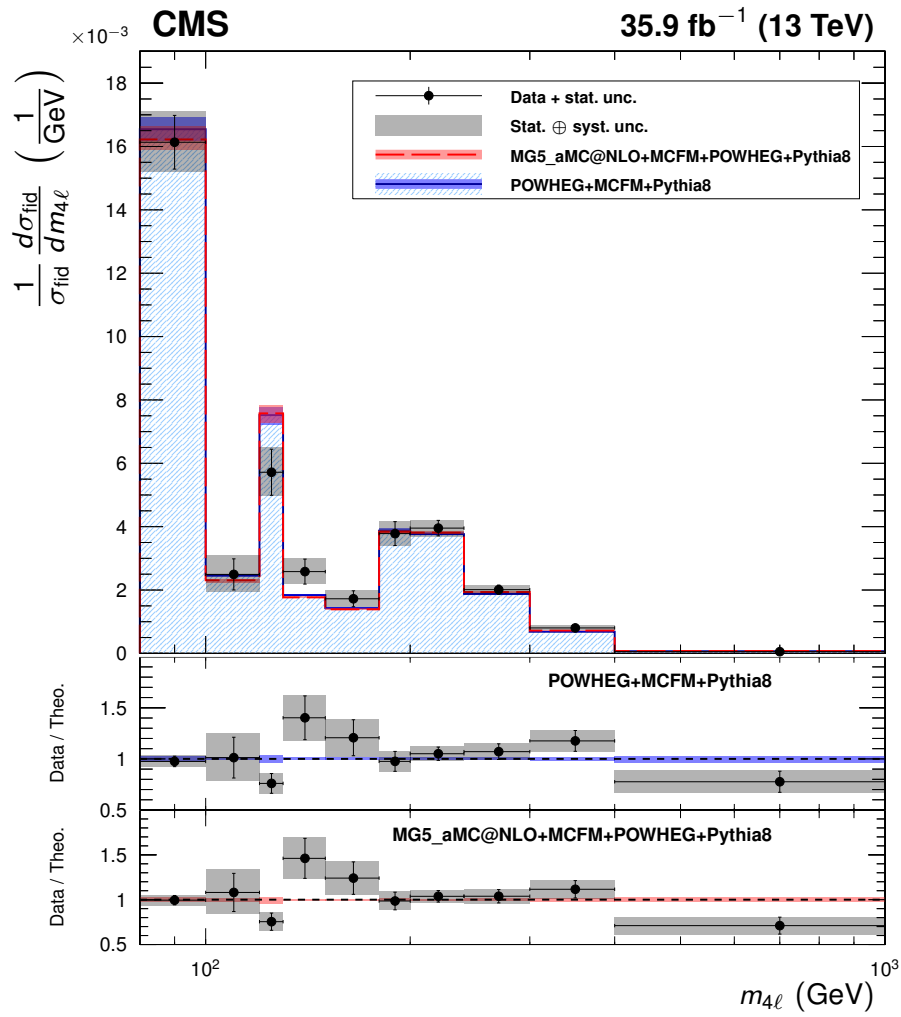 CMS 35.9 fb⁻¹ (13 TeV)
×10⁻³
1/σ_fid dσ_fid/dm_4ℓ (1/GeV)
18
16
14
12
10
8
6
4
2
0
Data + stat. unc.
Stat. ⊕ syst. unc.
MG5_aMC@NLO+MCFM+POWHEG+Pythia8
POWHEG+MCFM+Pythia8
Data / Theo.
POWHEG+MCFM+Pythia8
1.5
1
0.5
Data / Theo.
MG5_aMC@NLO+MCFM+POWHEG+Pythia8
1.5
1
0.5
10² 10³
m_4ℓ (GeV)